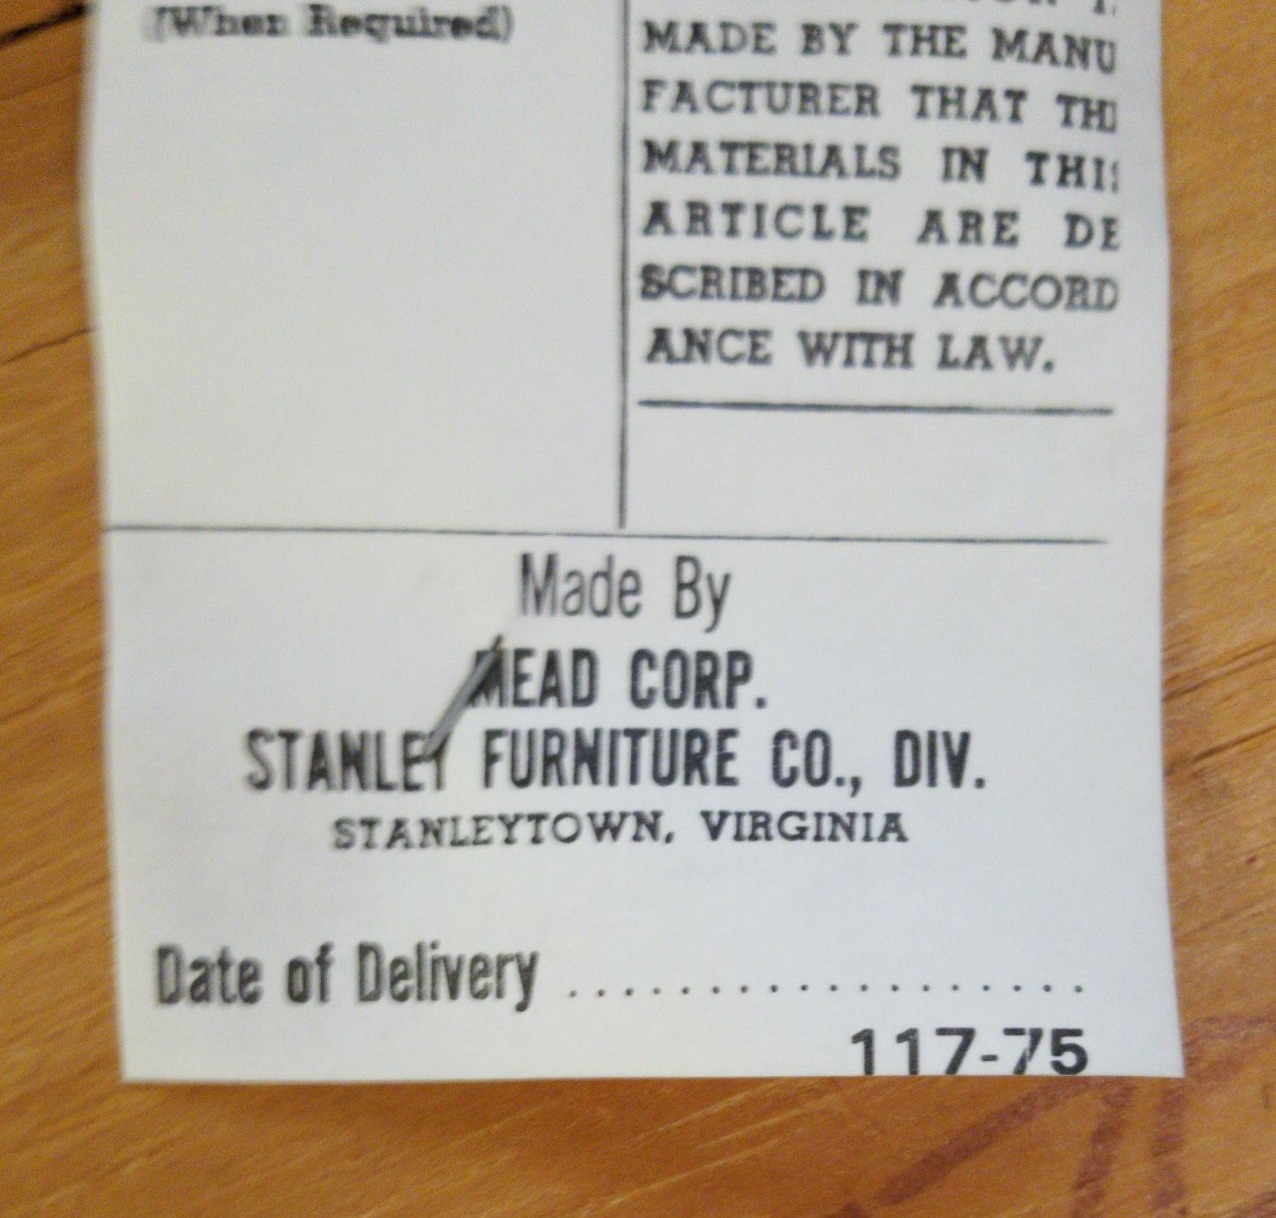 (When Required)
MADE BY THE MANU
FACTURER THAT TH
MATERIALS IN THIS
ARTICLE ARE DE
SCRIBED IN ACCORD
ANCE WITH LAW.
Made By
MEAD CORP.
STANLEY FURNITURE CO., DIV.
STANLEYTOWN, VIRGINIA
Date of Delivery ...................
117-75